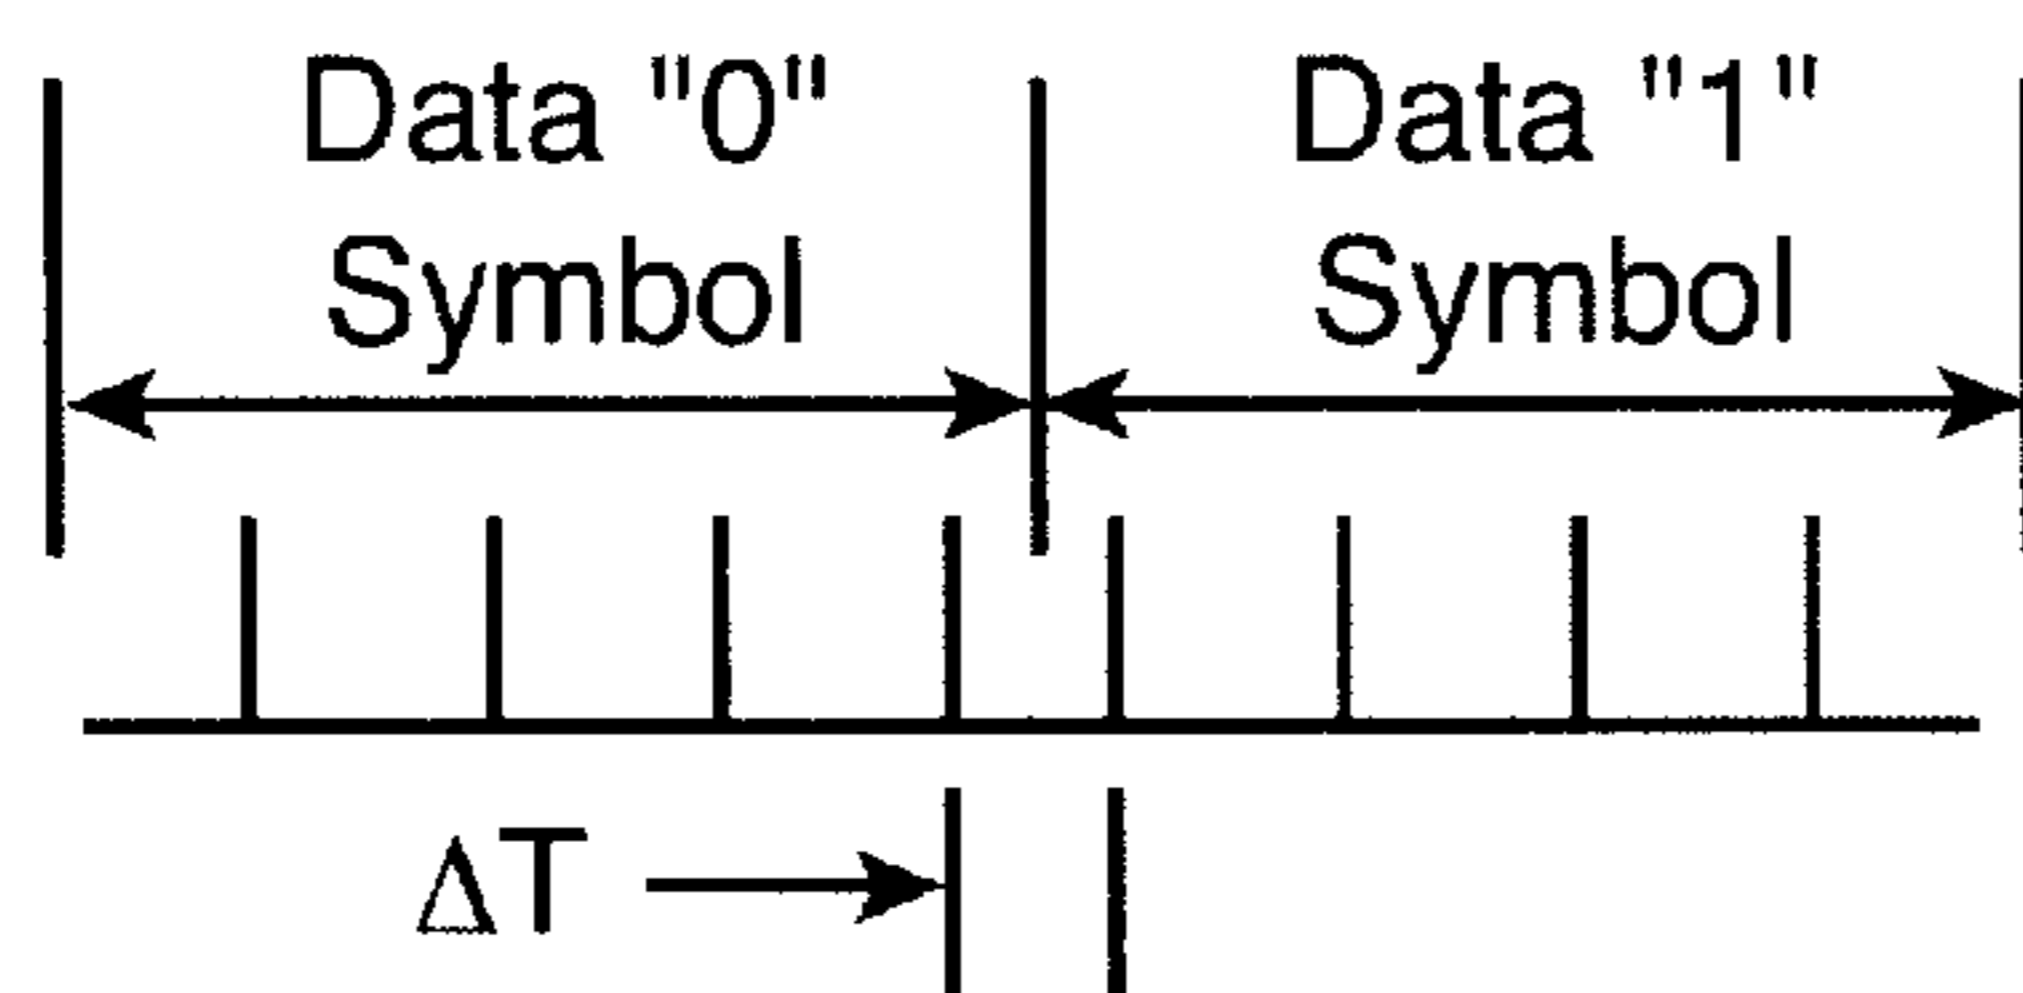 Data "0"
Symbol
Data "1"
Symbol
ΔT